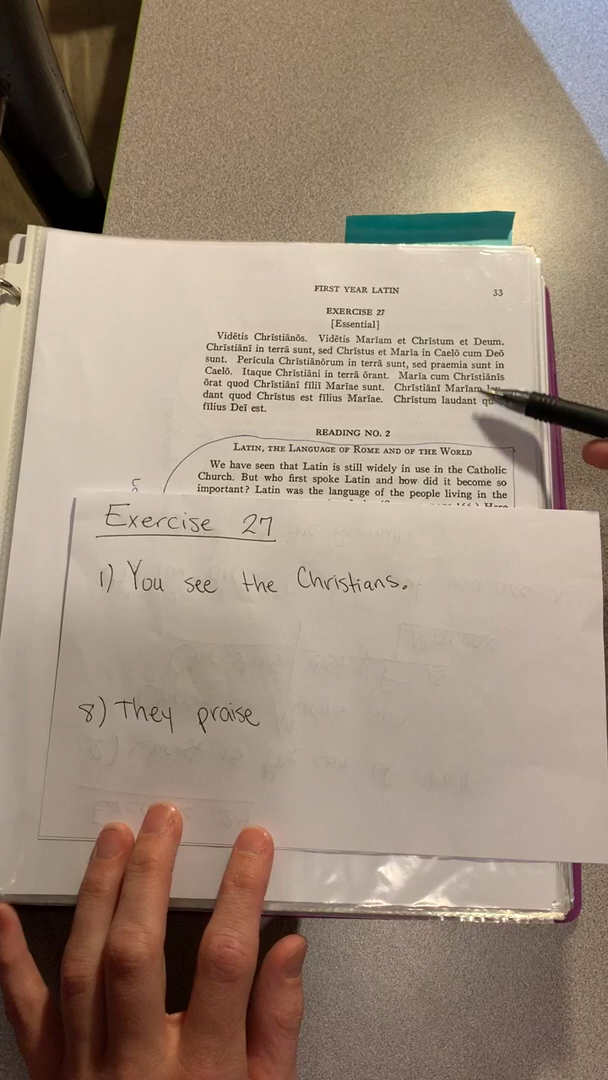 FIRST YEAR LATIN 33
EXERCISE 27
[Essential]
Vidētis Chrīstiānōs. Vidētis Marīam et Chrīstum et Deum.
Chrīstiānī in terrā sunt, sed Chrīstus et Marīa in Caelō cum Deō
sunt. Perīcula Chrīstiānōrum in terrā sunt, sed praemia sunt in
Caelō. Itaque Chrīstiānī in terrā ōrant. Marīa cum Chrīstiānīs
ōrat quod Chrīstiānī fīliī Marīae sunt. Chrīstiānī Marīam
dant quod Chrīstus est fīlius Marīae. Chrīstum laudant
fīlius Deī est.
READING NO. 2
LATIN, THE LANGUAGE OF ROME AND OF THE WORLD
We have seen that Latin is still widely in use in the Catholic
Church. But who first spoke Latin and how did it become so
important? Latin was the language of the people living in the
Exercise 27
1) You see the Christians.
8) They praise